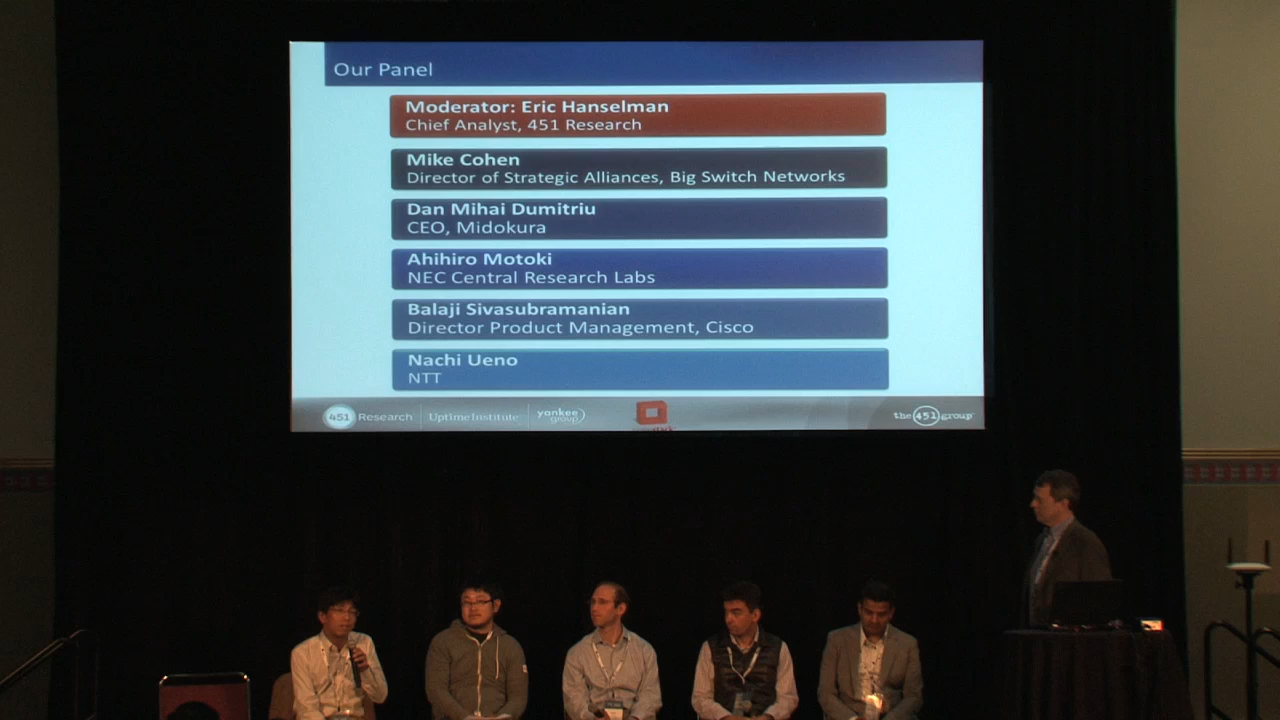 Our Panel
Moderator: Eric Hanselman
Chief Analyst, 451 Research
Mike Cohen
Director of Strategic Alliances, Big Switch Networks
Dan Mihai Dumitriu
CEO, Midokura
Ahihiro Motoki
NEC Central Research Labs
Balaji Sivasubramanian
Director Product Management, Cisco
Nachi Ueno
NTT
451 Research UptimeInstitute yankee group the 451 group